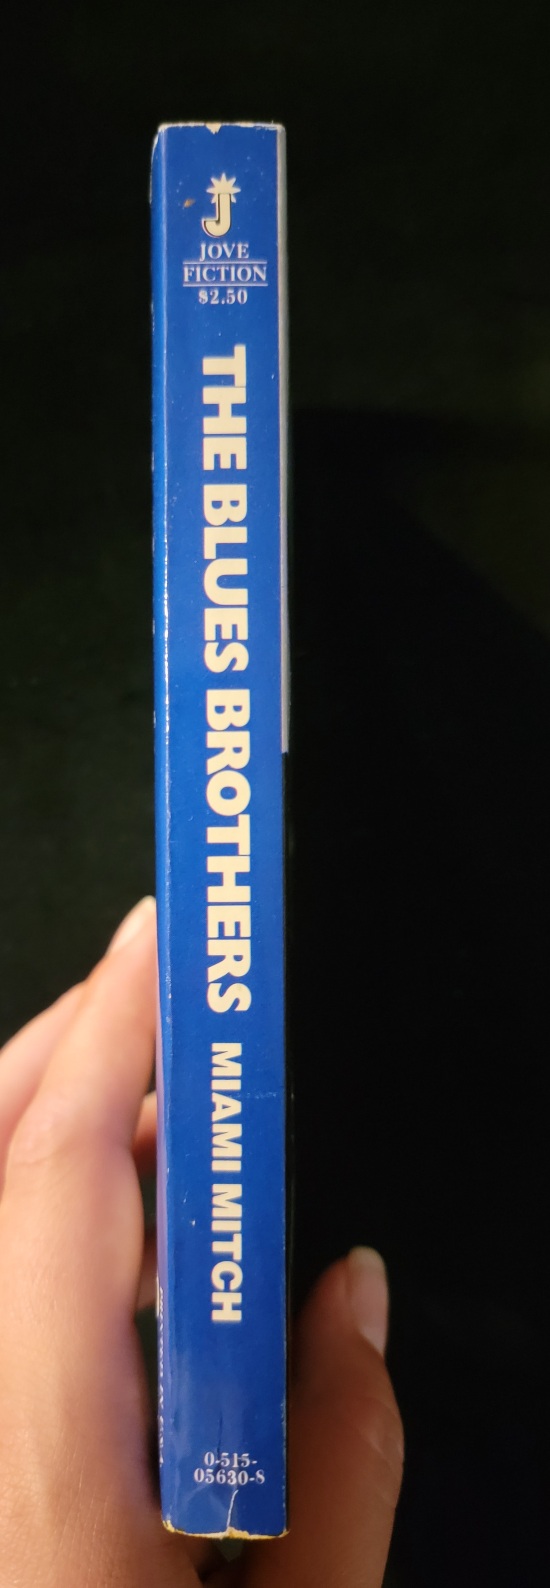 J
JOVE
FICTION
$2.50
THE BLUES BROTHERS MIAMI MITCH
0-515-
05630-8